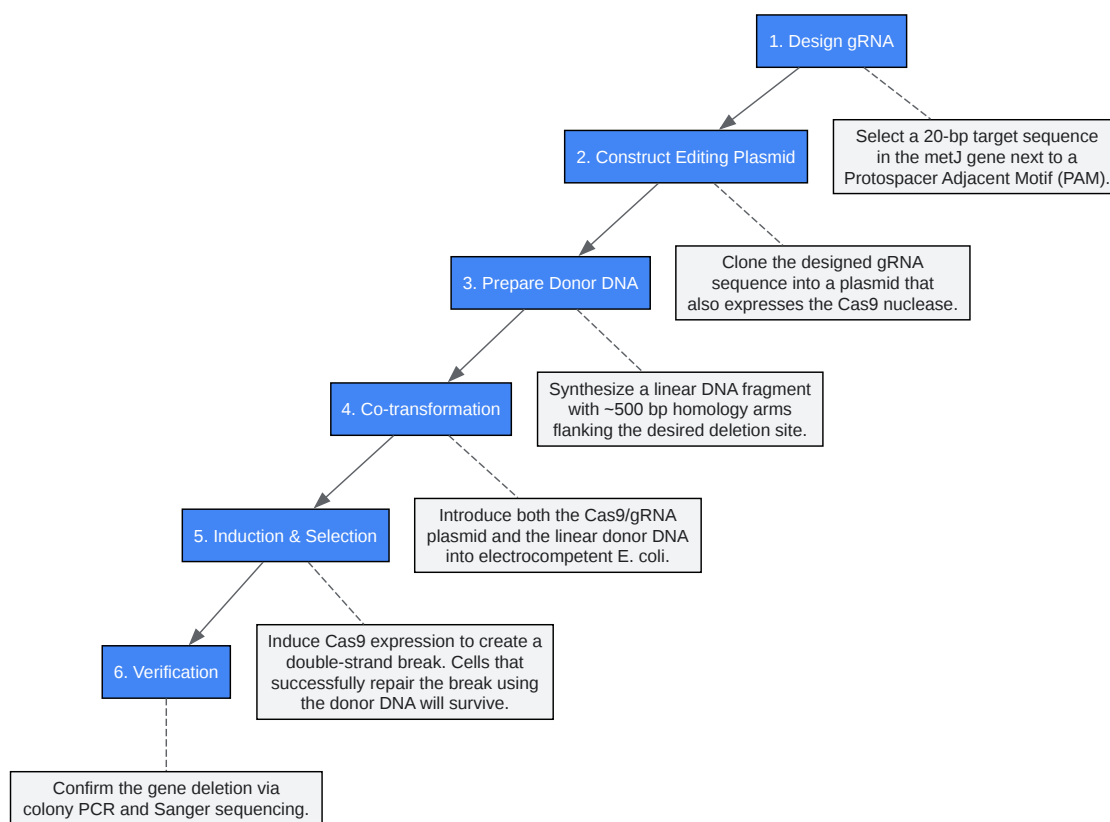 1. Design gRNA
Select a 20-bp target sequence
in the metJ gene next to a
Protospacer Adjacent Motif (PAM).
2. Construct Editing Plasmid
Clone the designed gRNA
sequence into a plasmid that
also expresses the Cas9 nuclease.
3. Prepare Donor DNA
Synthesize a linear DNA fragment
with ~500 bp homology arms
flanking the desired deletion site.
4. Co-transformation
Introduce both the Cas9/gRNA
plasmid and the linear donor DNA
into electrocompetent E. coli.
5. Induction & Selection
Induce Cas9 expression to create a
double-strand break. Cells that
successfully repair the break using
the donor DNA will survive.
6. Verification
Confirm the gene deletion via
colony PCR and Sanger sequencing.